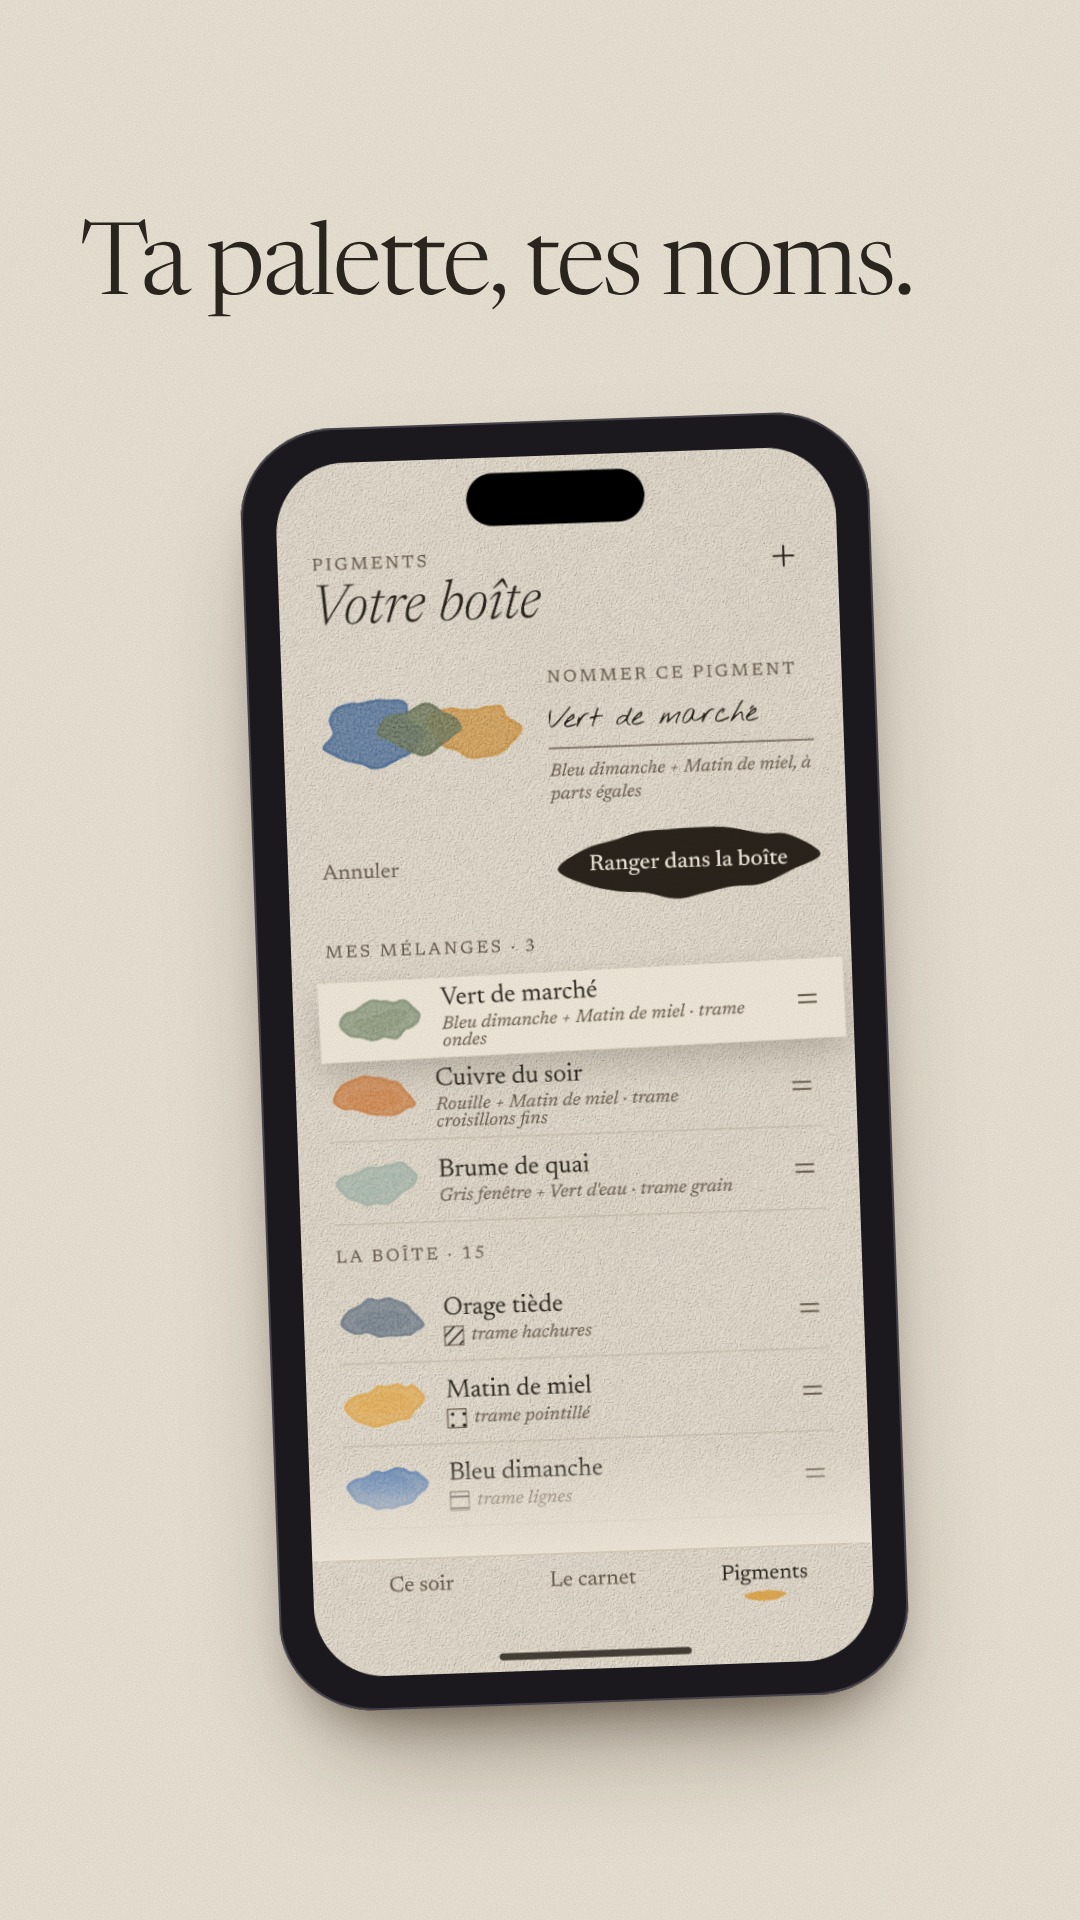 Ta palette, tes noms.
PIGMENTS
Votre boîte
NOMMER CE PIGMENT
Vert de marché
Bleu dimanche + Matin de miel, à
parts égales
Annuler
Ranger dans la boîte
MES MÉLANGES · 3
Vert de marché
Bleu dimanche + Matin de miel · trame
ondes
Cuivre du soir
Rouille + Matin de miel · trame
croisillons fins
Brume de quai
Gris fenêtre + Vert d'eau · trame grain
LA BOÎTE · 15
Orage tiède
trame hachures
Matin de miel
trame pointillé
Bleu dimanche
trame lignes
Ce soir
Le carnet
Pigments